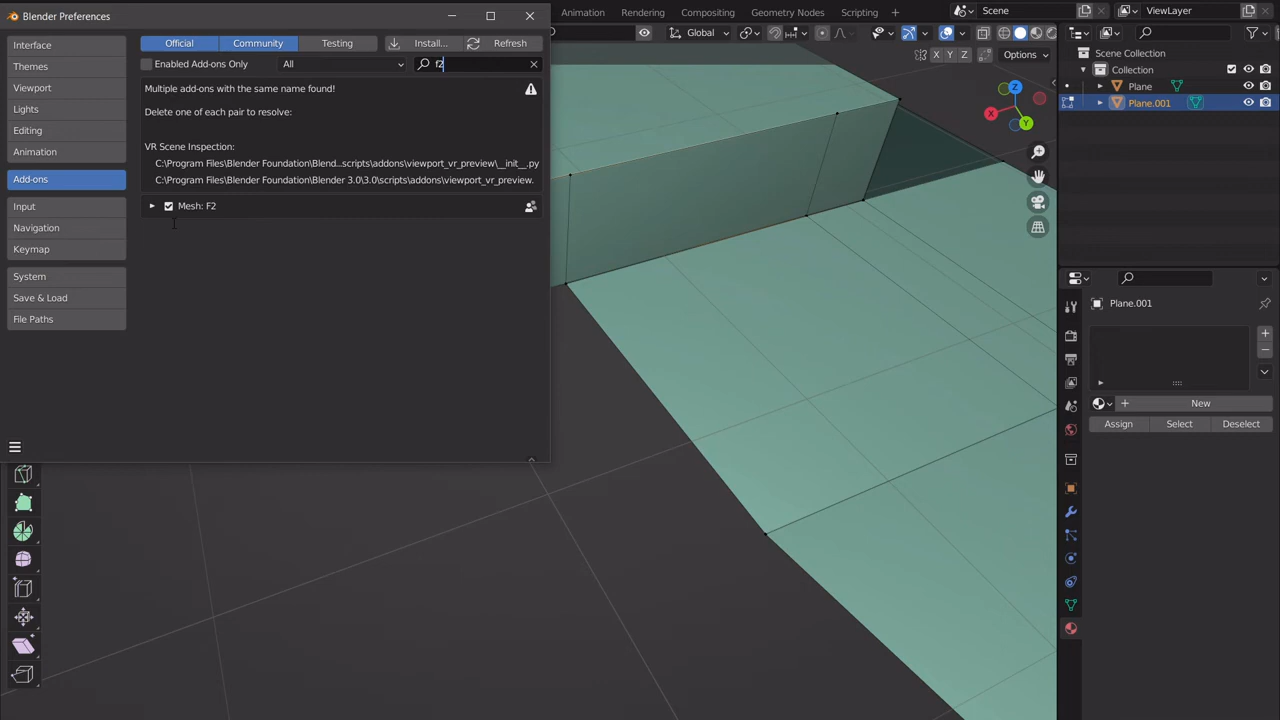 Blender Preferences
Animation
Rendering
Compositing
Geometry Nodes
Scripting
Scene
ViewLayer
Interface
Themes
Viewport
Lights
Editing
Animation
Add-ons
Input
Navigation
Keymap
System
Save & Load
File Paths
Official
Community
Testing
Install...
Refresh
Enabled Add-ons Only
All
f2
Multiple add-ons with the same name found!
Delete one of each pair to resolve:
VR Scene Inspection:
C:\Program Files\Blender Foundation\Blend...scripts\addons\viewport_vr_preview\__init__.py
C:\Program Files\Blender Foundation\Blender 3.0\3.0\scripts\addons\viewport_vr_preview.
Mesh: F2
Global
X Y Z
Options
Z
X
Y
Scene Collection
Collection
Plane
Plane.001
Plane.001
New
Assign
Select
Deselect